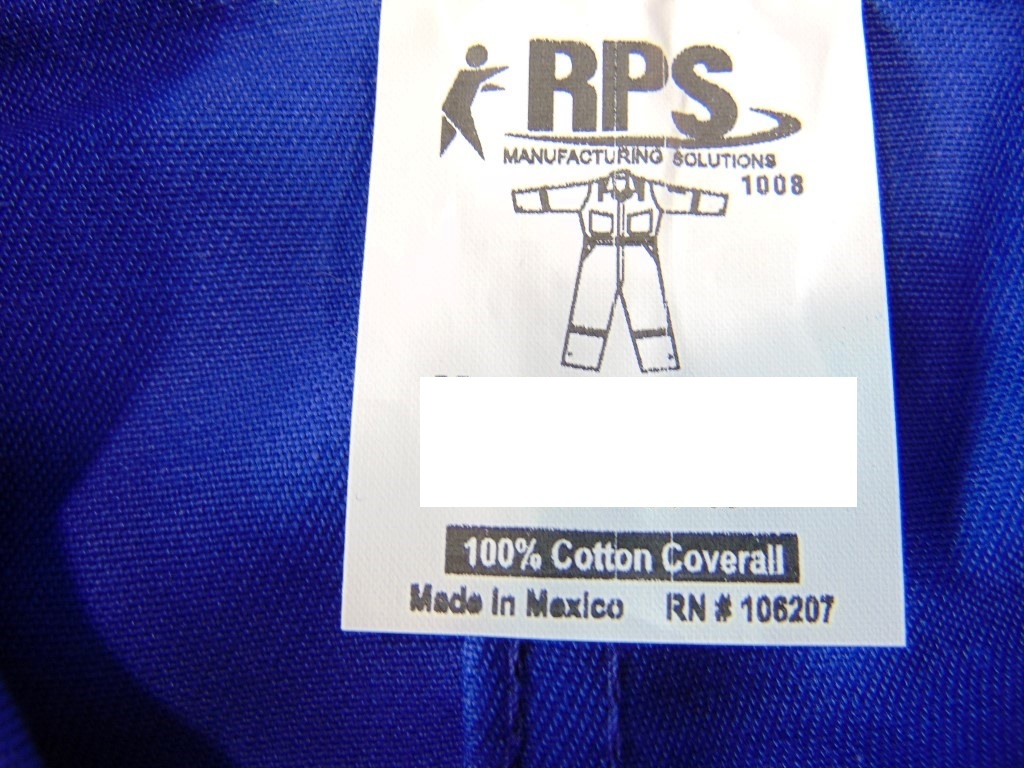 RPS
MANUFACTURING SOLUTIONS
1008
100% Cotton Coverall
Made In Mexico RN # 106207